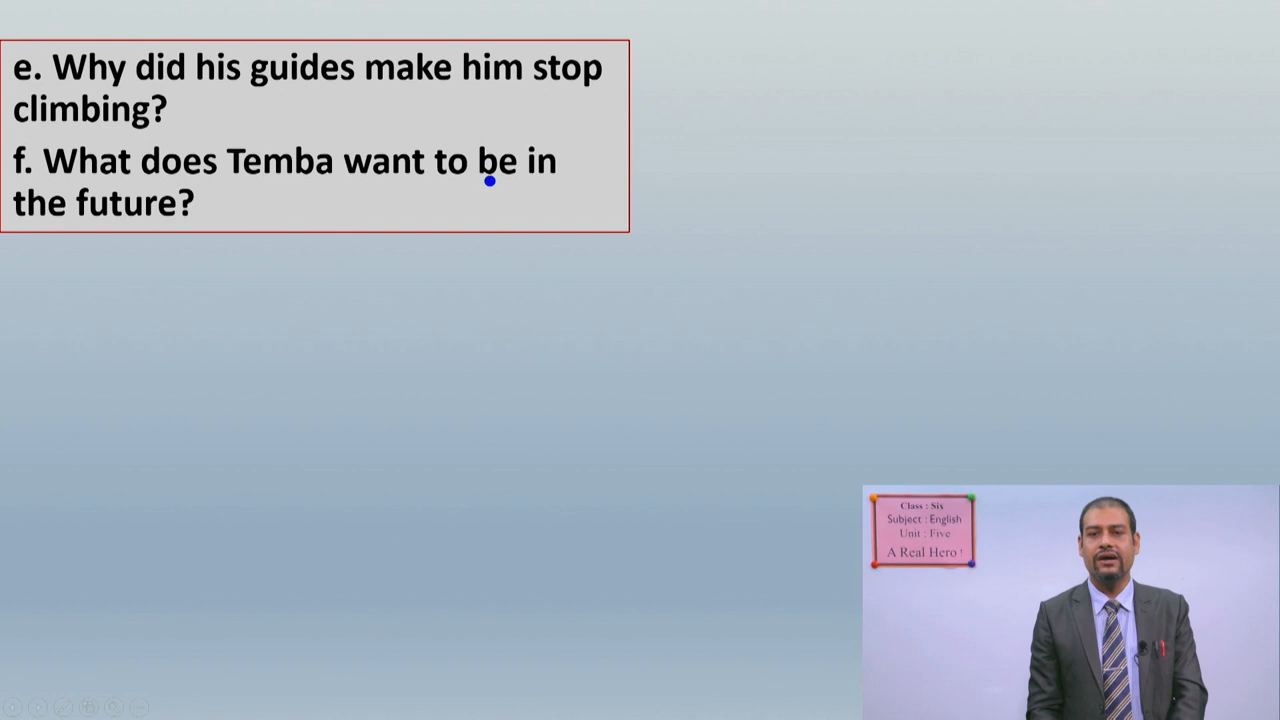 e. Why did his guides make him stop
climbing?
f. What does Temba want to be in
the future?
Class : Six
Subject : English
Unit : Five
A Real Hero !